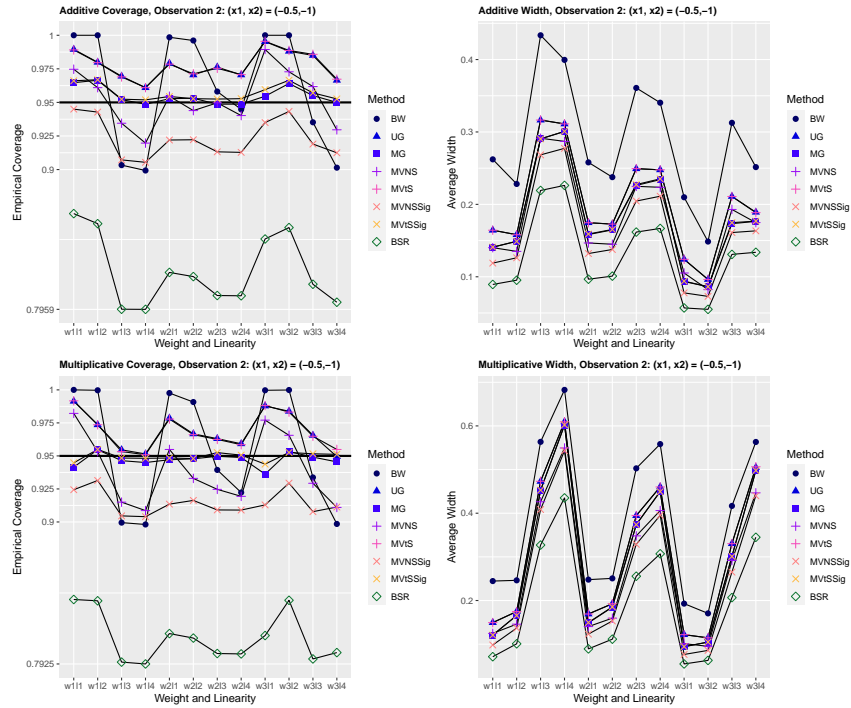 Additive Coverage, Observation 2: (x1, x2) = (−0.5,−1)
Empirical Coverage
1
0.975
0.95
0.925
0.9
0.7959
w1l1 w1l2 w1l3 w1l4 w2l1 w2l2 w2l3 w2l4 w3l1 w3l2 w3l3 w3l4
Weight and Linearity
Method
BW
UG
MG
MVNS
MVtS
MVNSSig
MVtSSig
BSR
Additive Width, Observation 2: (x1, x2) = (−0.5,−1)
Average Width
0.4
0.3
0.2
0.1
w1l1 w1l2 w1l3 w1l4 w2l1 w2l2 w2l3 w2l4 w3l1 w3l2 w3l3 w3l4
Weight and Linearity
Method
BW
UG
MG
MVNS
MVtS
MVNSSig
MVtSSig
BSR
Multiplicative Coverage, Observation 2: (x1, x2) = (−0.5,−1)
Empirical Coverage
1
0.975
0.95
0.925
0.9
0.7925
w1l1 w1l2 w1l3 w1l4 w2l1 w2l2 w2l3 w2l4 w3l1 w3l2 w3l3 w3l4
Weight and Linearity
Method
BW
UG
MG
MVNS
MVtS
MVNSSig
MVtSSig
BSR
Multiplicative Width, Observation 2: (x1, x2) = (−0.5,−1)
Average Width
0.6
0.4
0.2
w1l1 w1l2 w1l3 w1l4 w2l1 w2l2 w2l3 w2l4 w3l1 w3l2 w3l3 w3l4
Weight and Linearity
Method
BW
UG
MG
MVNS
MVtS
MVNSSig
MVtSSig
BSR